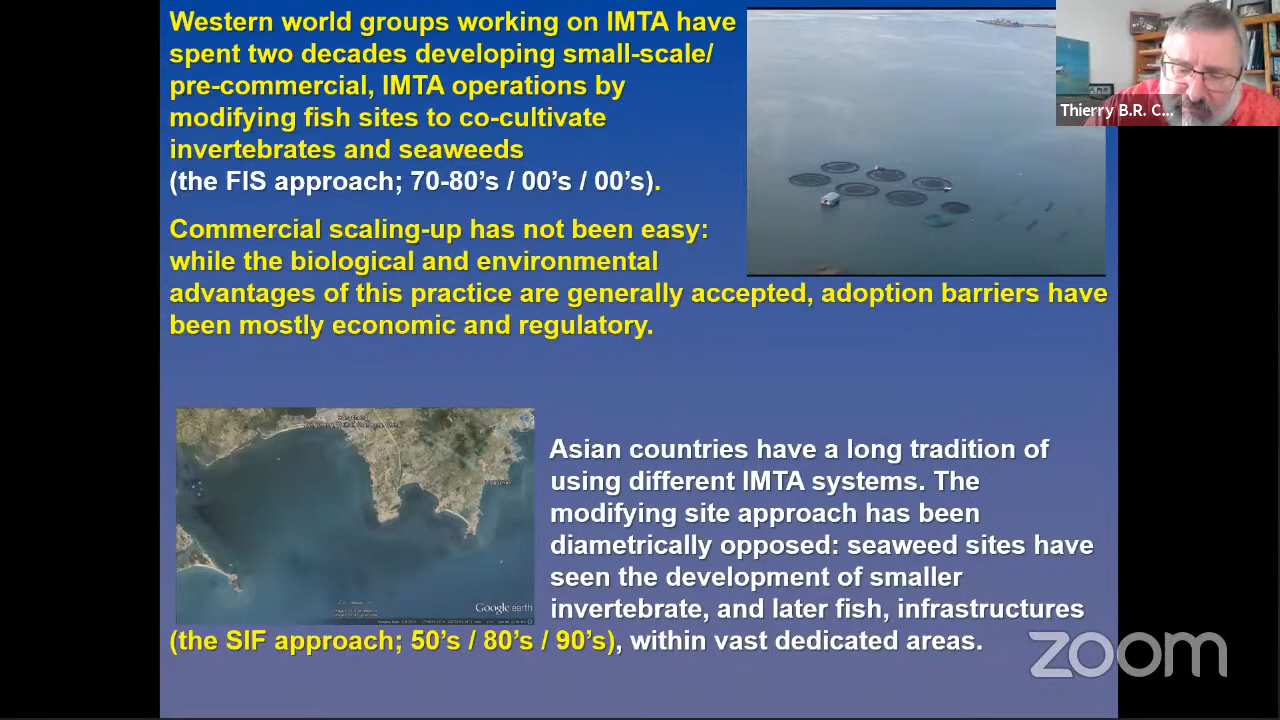 Western world groups working on IMTA have
spent two decades developing small-scale/
pre-commercial, IMTA operations by
modifying fish sites to co-cultivate
invertebrates and seaweeds
(the FIS approach; 70-80's / 00's / 00's).
Thierry B.R. C...
Commercial scaling-up has not been easy:
while the biological and environmental
advantages of this practice are generally accepted, adoption barriers have
been mostly economic and regulatory.
Asian countries have a long tradition of
using different IMTA systems. The
modifying site approach has been
diametrically opposed: seaweed sites have
seen the development of smaller
invertebrate, and later fish, infrastructures
Google earth
(the SIF approach; 50's / 80's / 90's), within vast dedicated areas.
zoom